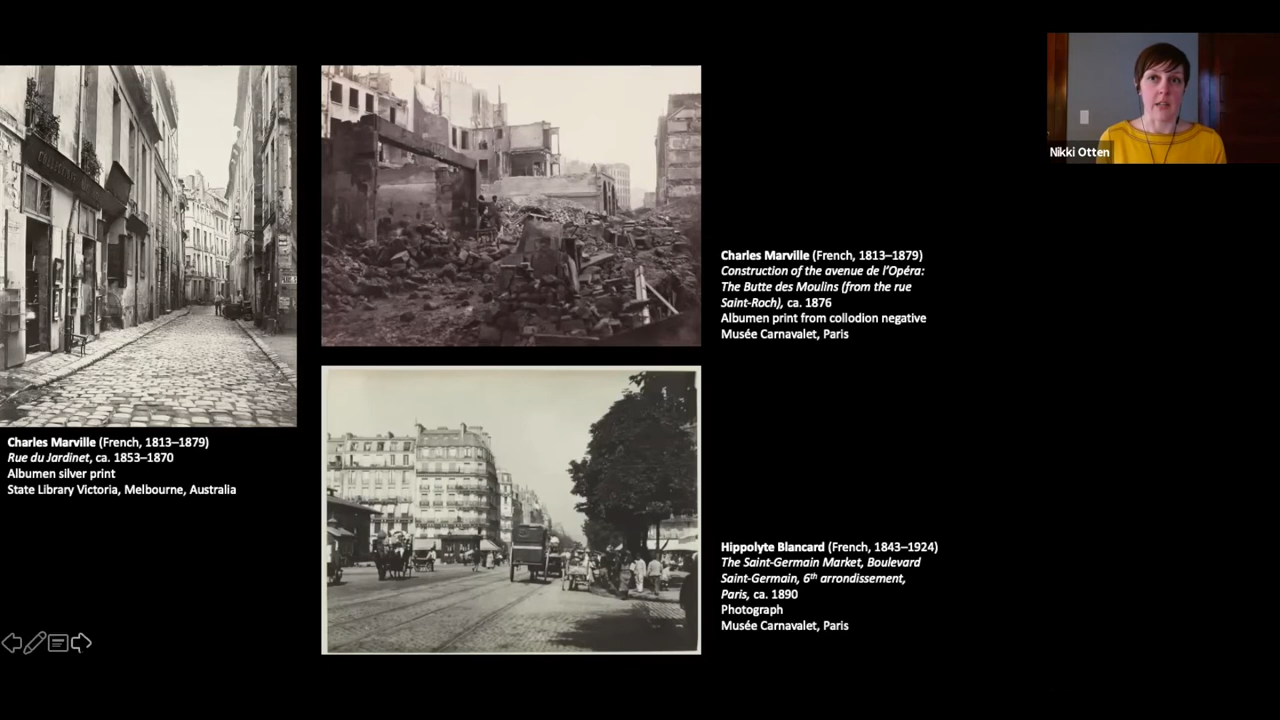 Nikki Otten
Charles Marville (French, 1813–1879)
Construction of the avenue de l'Opéra:
The Butte des Moulins (from the rue
Saint-Roch), ca. 1876
Albumen print from collodion negative
Musée Carnavalet, Paris
Charles Marville (French, 1813–1879)
Rue du Jardinet, ca. 1853–1870
Albumen silver print
State Library Victoria, Melbourne, Australia
Hippolyte Blancard (French, 1843–1924)
The Saint-Germain Market, Boulevard
Saint-Germain, 6th arrondissement,
Paris, ca. 1890
Photograph
Musée Carnavalet, Paris